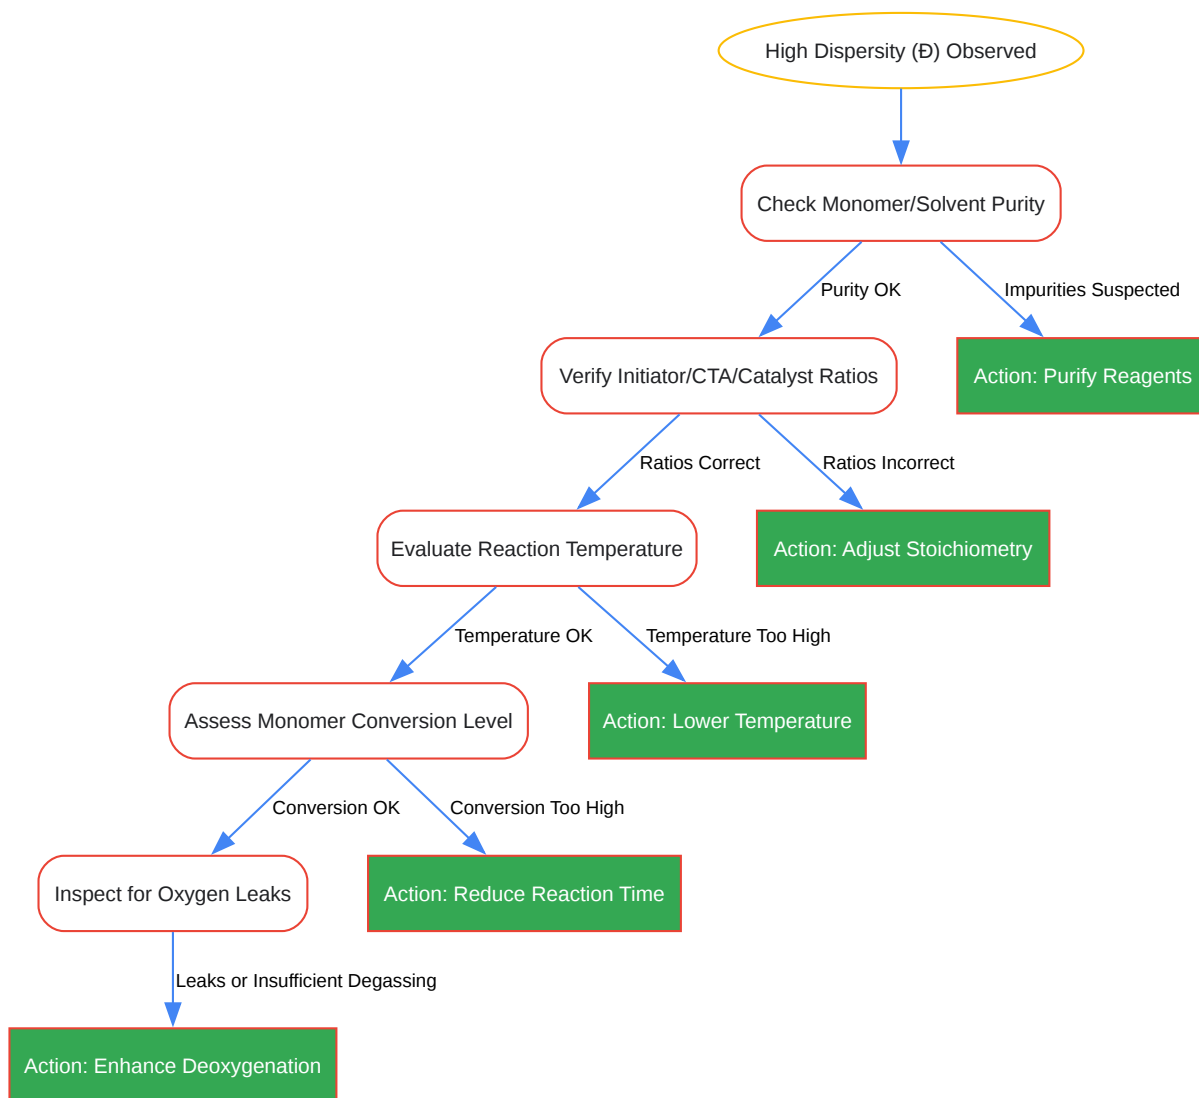 High Dispersity (Đ) Observed
Check Monomer/Solvent Purity
Purity OK
Impurities Suspected
Verify Initiator/CTA/Catalyst Ratios
Action: Purify Reagents
Ratios Correct
Ratios Incorrect
Evaluate Reaction Temperature
Action: Adjust Stoichiometry
Temperature OK
Temperature Too High
Assess Monomer Conversion Level
Action: Lower Temperature
Conversion OK
Conversion Too High
Inspect for Oxygen Leaks
Action: Reduce Reaction Time
Leaks or Insufficient Degassing
Action: Enhance Deoxygenation